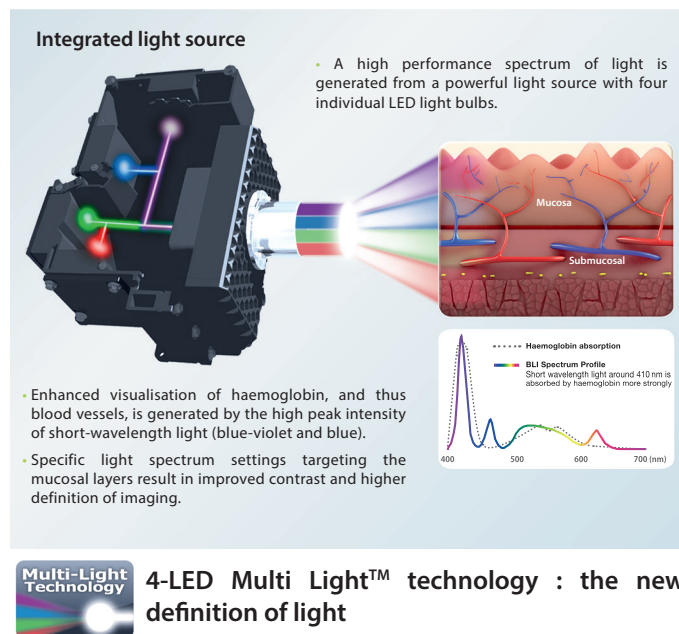 Integrated light source
• A high performance spectrum of light is
generated from a powerful light source with four
individual LED light bulbs.
Mucosa
Submucosal
Haemoglobin absorption
BLI Spectrum Profile
Short wavelength light around 410 nm is
absorbed by haemoglobin more strongly
400 500 600 700 (nm)
• Enhanced visualisation of haemoglobin, and thus
blood vessels, is generated by the high peak intensity
of short-wavelength light (blue-violet and blue).
• Specific light spectrum settings targeting the
mucosal layers result in improved contrast and higher
definition of imaging.
Multi-Light
Technology
4-LED Multi Light™ technology : the new
definition of light